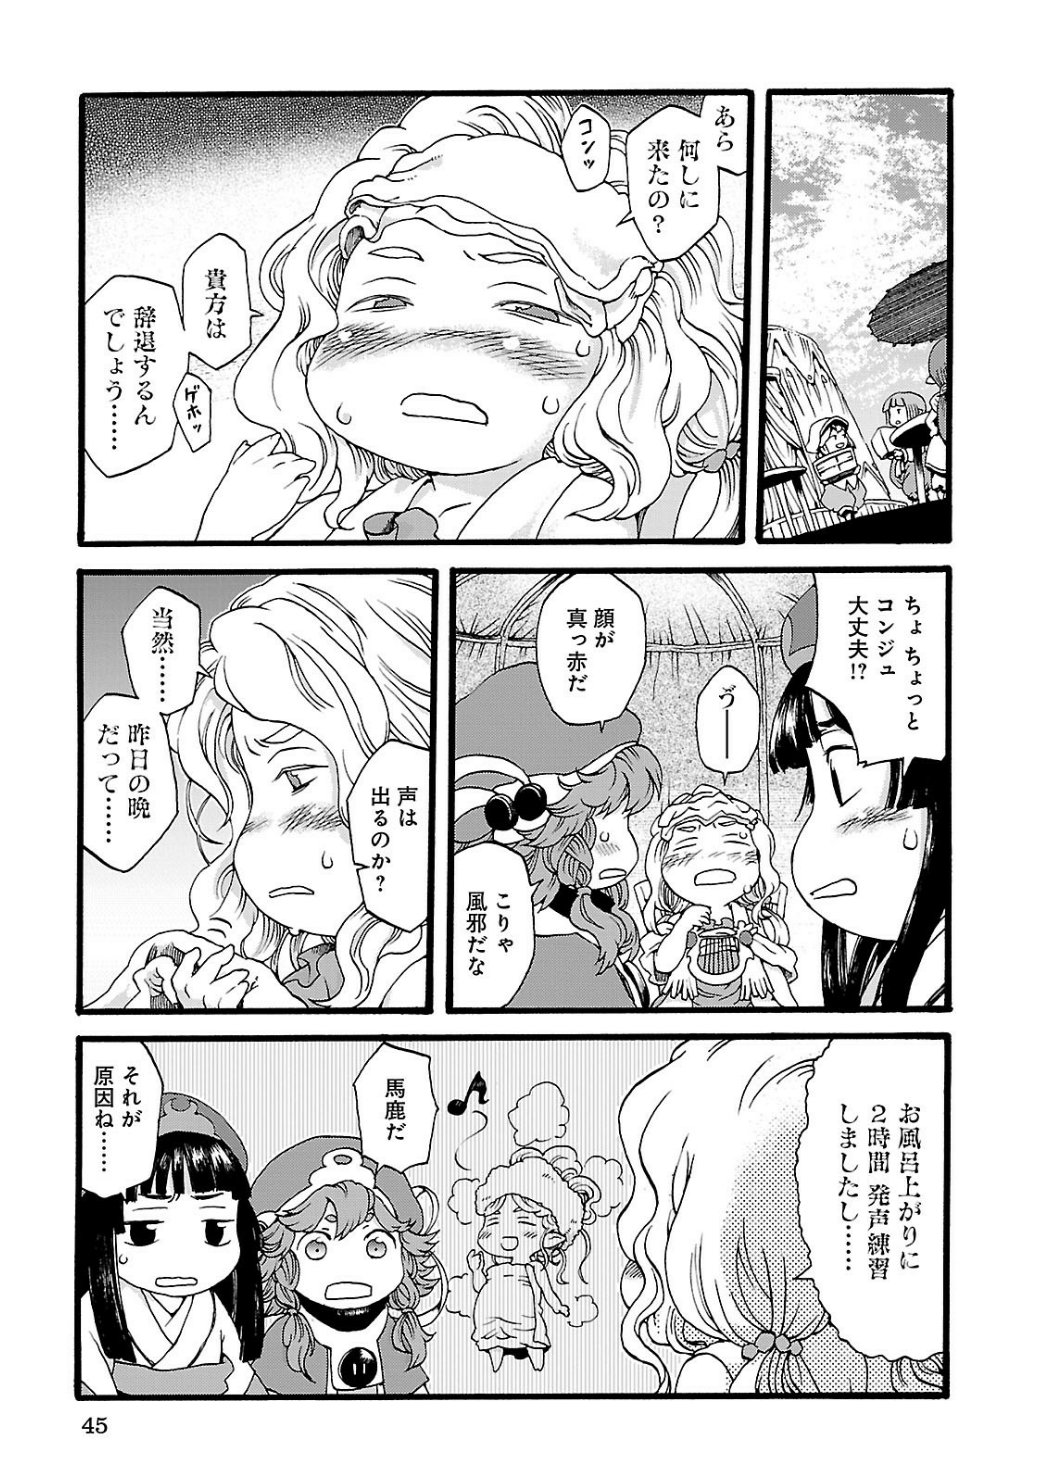 あら
何しに
来たの？
コンッ
貴方は
ゲホッ
辞退するん
でしょう……
ちょ ちょっと
コンジュ
大丈夫!?
ゔ——
顔が
真っ赤だ
こりゃ
風邪だな
声は
出るのか？
当然……
昨日の晩
だって……
お風呂上がりに
２時間 発声練習
しましたし……
馬鹿だ
それが
原因ね……
45